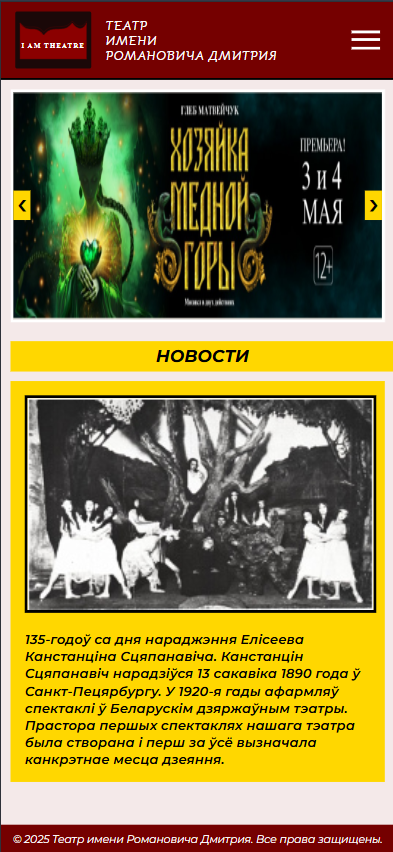 I AM THEATRE
ТЕАТР
ИМЕНИ
РОМАНОВИЧА ДМИТРИЯ
ГЛЕБ МАТВЕЙЧУК
ХОЗЯЙКА
МЕДНОЙ
ГОРЫ
Мюзикл в двух действиях
ПРЕМЬЕРА!
3 и 4
МАЯ
12+
НОВОСТИ
135-годоў са дня нараджэння Елісеева
Канстанціна Сцяпанавіча. Канстанцін
Сцяпанавіч нарадзіўся 13 сакавіка 1890 года ў
Санкт-Пецярбургу. У 1920-я гады афармляў
спектаклі ў Беларускім дзяржаўным тэатры.
Прастора першых спектаклях нашага тэатра
была створана і перш за ўсё вызначала
канкрэтнае месца дзеяння.
© 2025 Театр имени Романовича Дмитрия. Все права защищены.